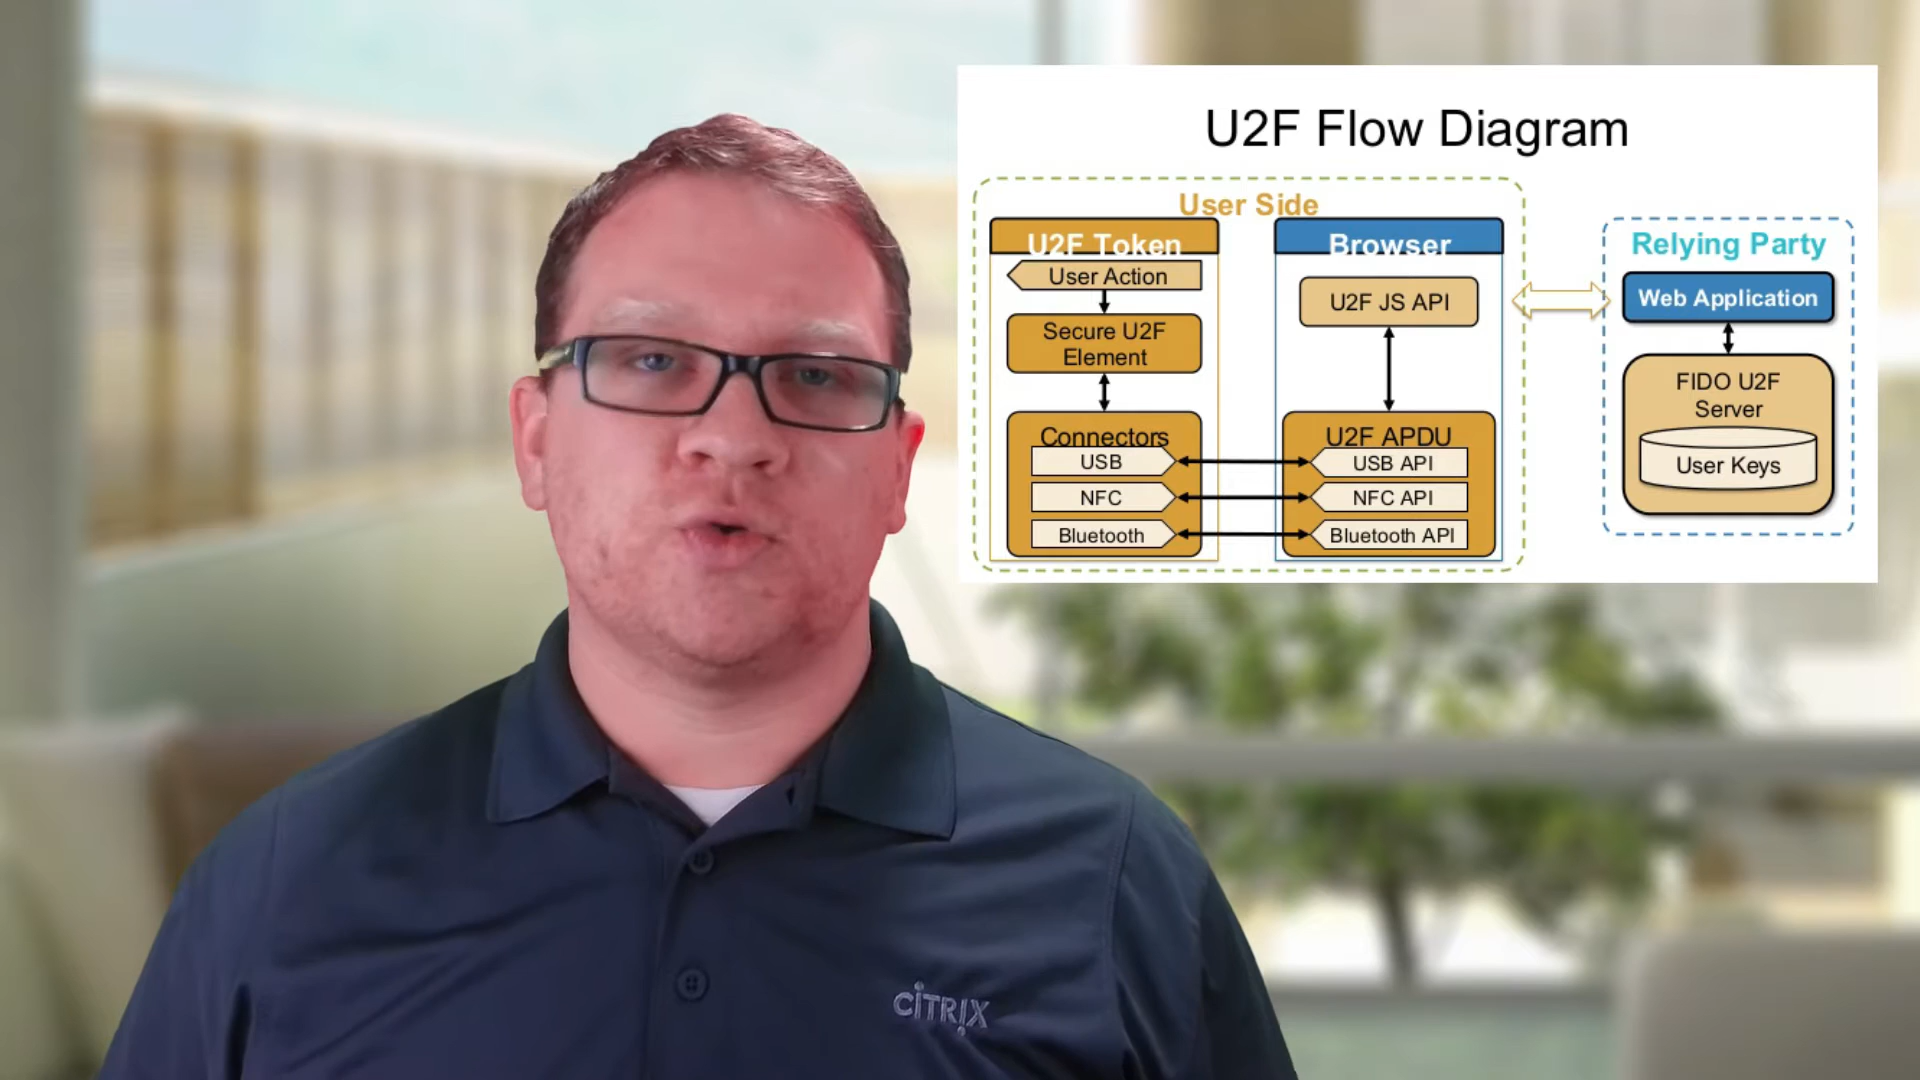 U2F Flow Diagram
User Side
U2F Token
User Action
Secure U2F
Element
Connectors
USB
NFC
Bluetooth
Browser
U2F JS API
U2F APDU
USB API
NFC API
Bluetooth API
Relying Party
Web Application
FIDO U2F
Server
User Keys
CITRIX